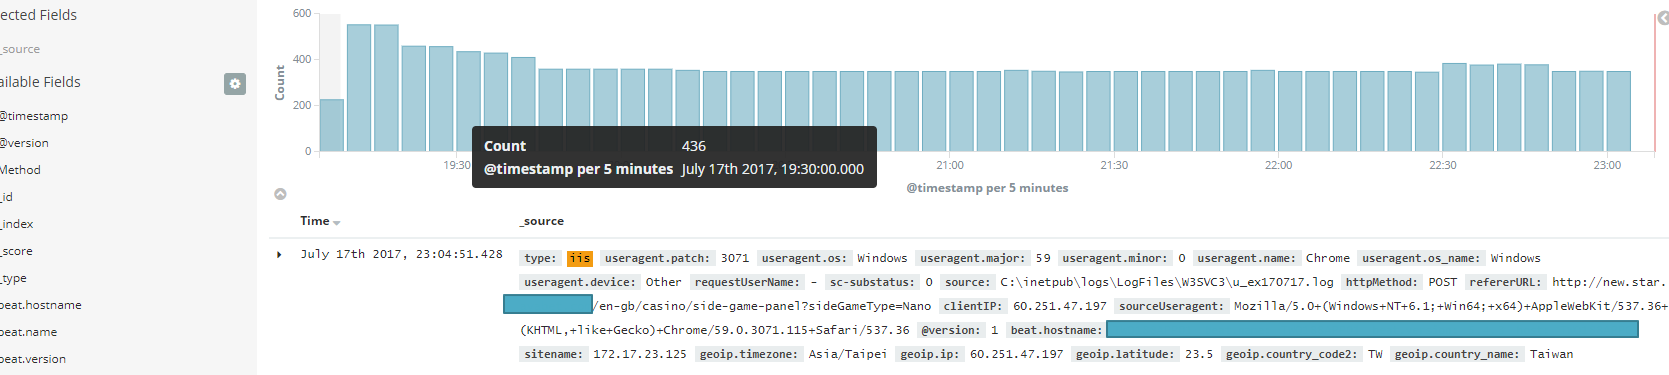 ected Fields
_source
ailable Fields
@timestamp
@version
Method
_id
_index
_score
_type
beat.hostname
beat.name
beat.version
600
400
200
0
Count
19:30
21:00
21:30
22:00
22:30
23:00
Count 436
@timestamp per 5 minutes July 17th 2017, 19:30:00.000
@timestamp per 5 minutes
Time _source
July 17th 2017, 23:04:51.428
type: iis useragent.patch: 3071 useragent.os: Windows useragent.major: 59 useragent.minor: 0 useragent.name: Chrome useragent.os_name: Windows
useragent.device: Other requestUserName: - sc-substatus: 0 source: C:\inetpub\logs\LogFiles\W3SVC3\u_ex170717.log httpMethod: POST refererURL: http://new.star.
/en-gb/casino/side-game-panel?sideGameType=Nano clientIP: 60.251.47.197 sourceUseragent: Mozilla/5.0+(Windows+NT+6.1;+Win64;+x64)+AppleWebKit/537.36+
(KHTML,+like+Gecko)+Chrome/59.0.3071.115+Safari/537.36 @version: 1 beat.hostname:
sitename: 172.17.23.125 geoip.timezone: Asia/Taipei geoip.ip: 60.251.47.197 geoip.latitude: 23.5 geoip.country_code2: TW geoip.country_name: Taiwan